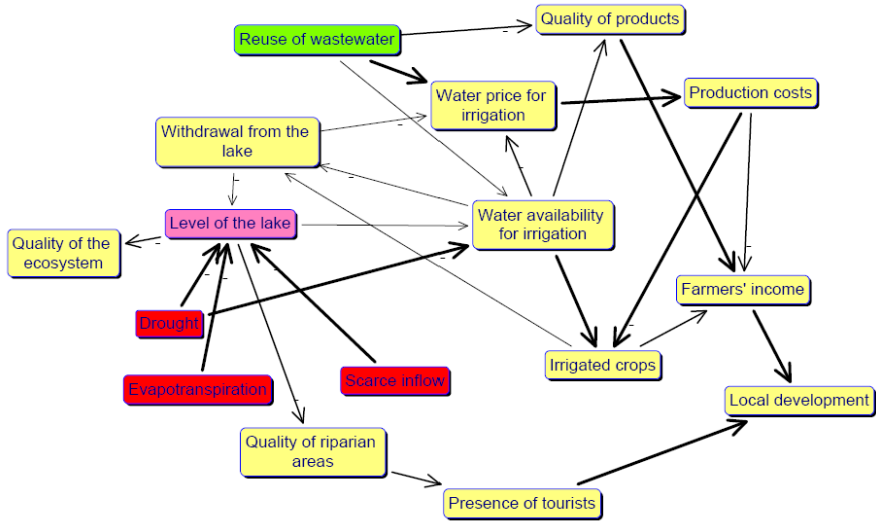 Quality of products
Reuse of wastewater
Water price for
irrigation
Production costs
Withdrawal from the
lake
Level of the lake
Water availability
for irrigation
Quality of the
ecosystem
Farmers' income
Drought
Irrigated crops
Evapotranspiration
Scarce inflow
Local development
Quality of riparian
areas
Presence of tourists